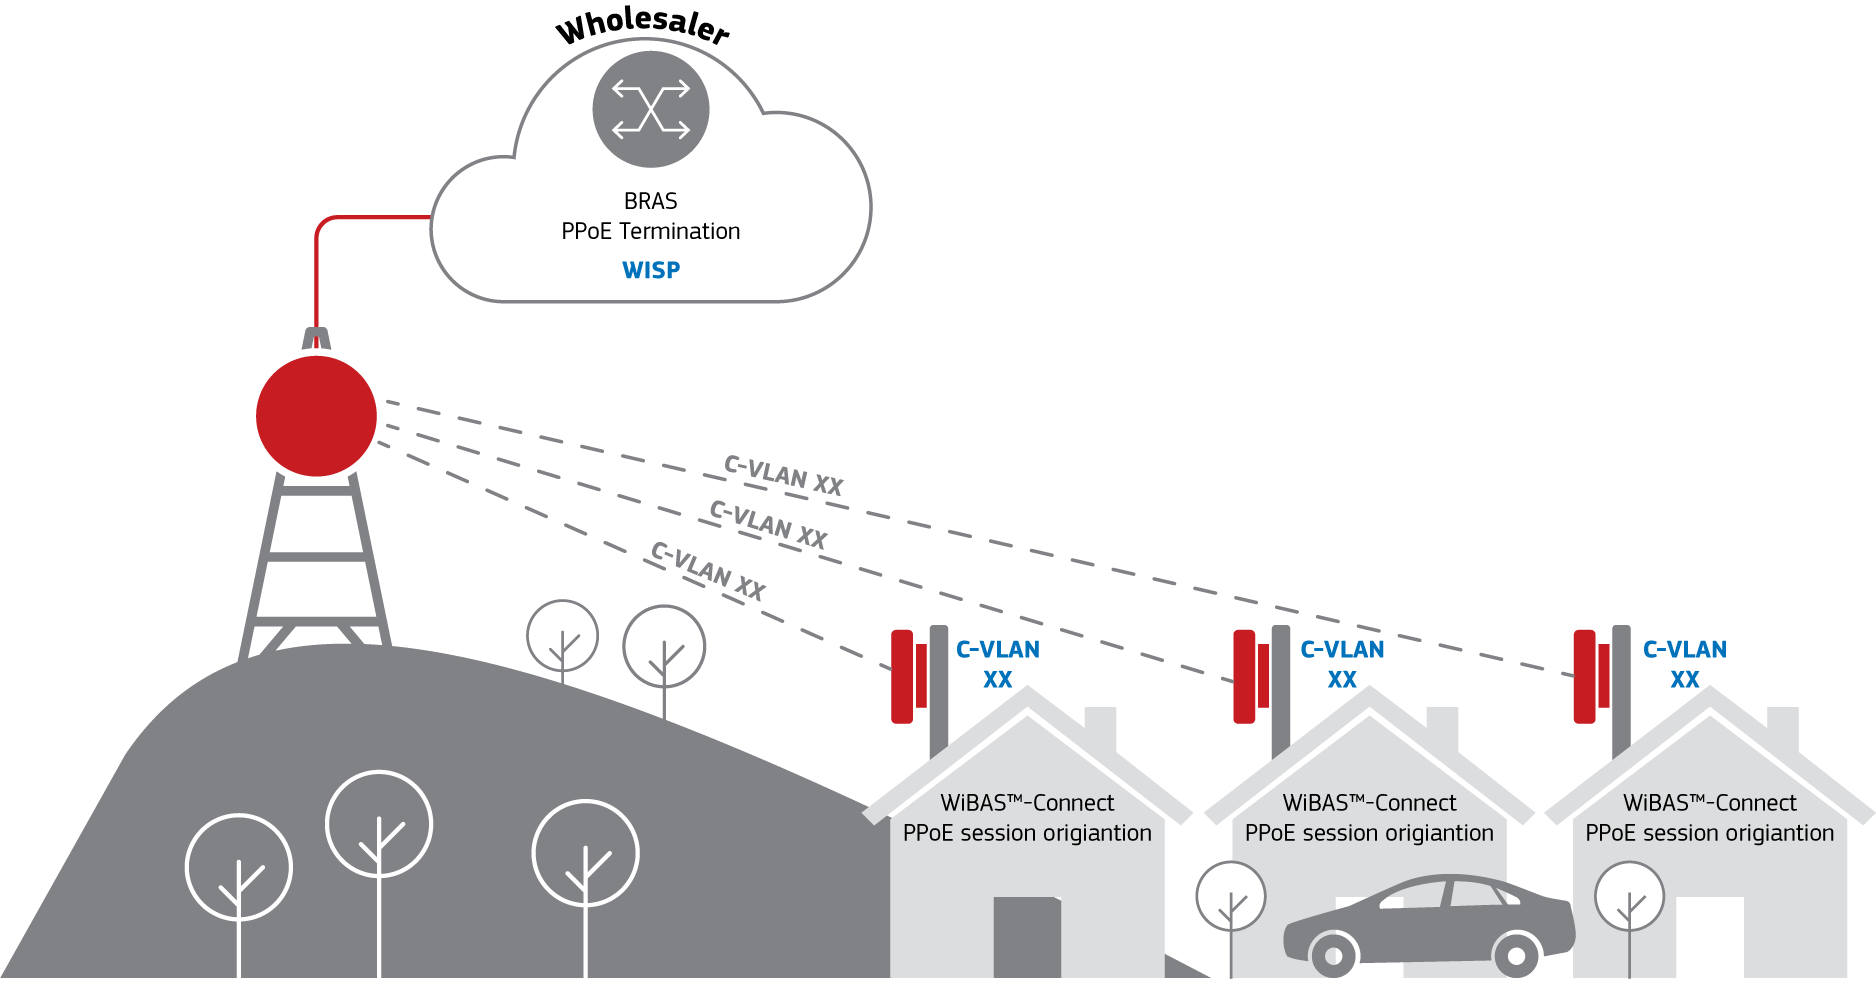 Wholesaler
BRAS
PPoE Termination
WISP
C-VLAN XX
C-VLAN XX
C-VLAN XX
C-VLAN
XX
C-VLAN
XX
C-VLAN
XX
WiBAS™-Connect
PPoE session origiantion
WiBAS™-Connect
PPoE session origiantion
WiBAS™-Connect
PPoE session origiantion